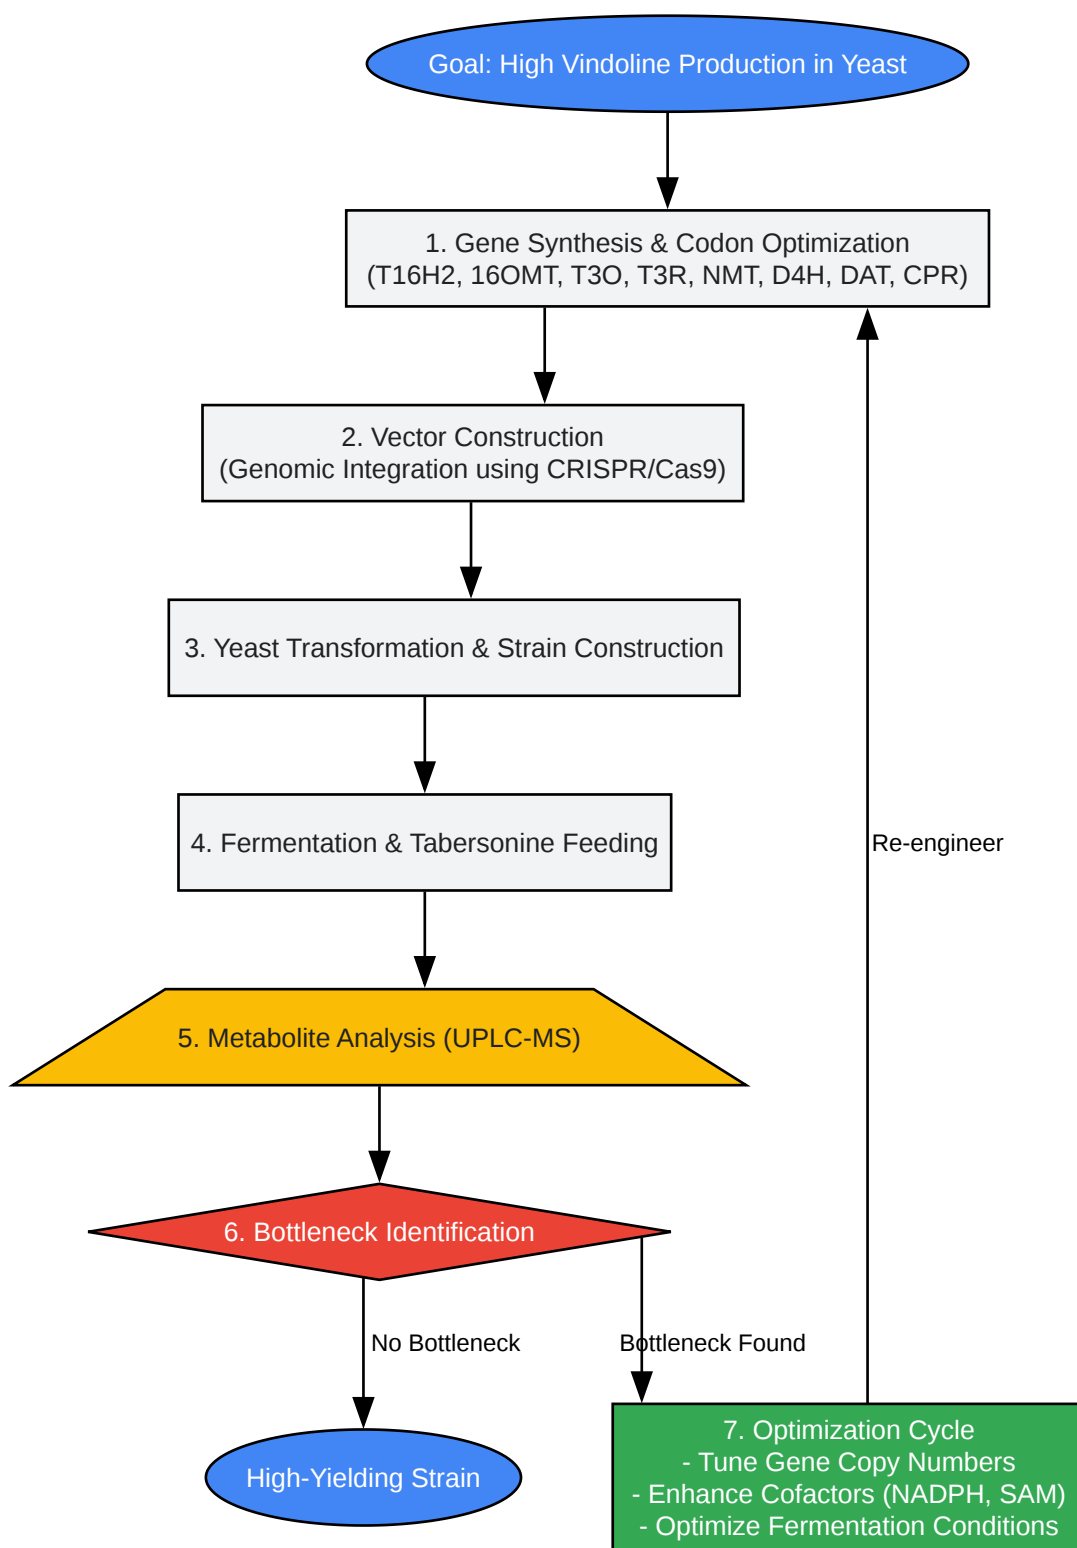 Goal: High Vindoline Production in Yeast
1. Gene Synthesis & Codon Optimization
(T16H2, 16OMT, T3O, T3R, NMT, D4H, DAT, CPR)
2. Vector Construction
(Genomic Integration using CRISPR/Cas9)
3. Yeast Transformation & Strain Construction
4. Fermentation & Tabersonine Feeding
Re-engineer
5. Metabolite Analysis (UPLC-MS)
6. Bottleneck Identification
No Bottleneck
Bottleneck Found
High-Yielding Strain
7. Optimization Cycle
- Tune Gene Copy Numbers
- Enhance Cofactors (NADPH, SAM)
- Optimize Fermentation Conditions